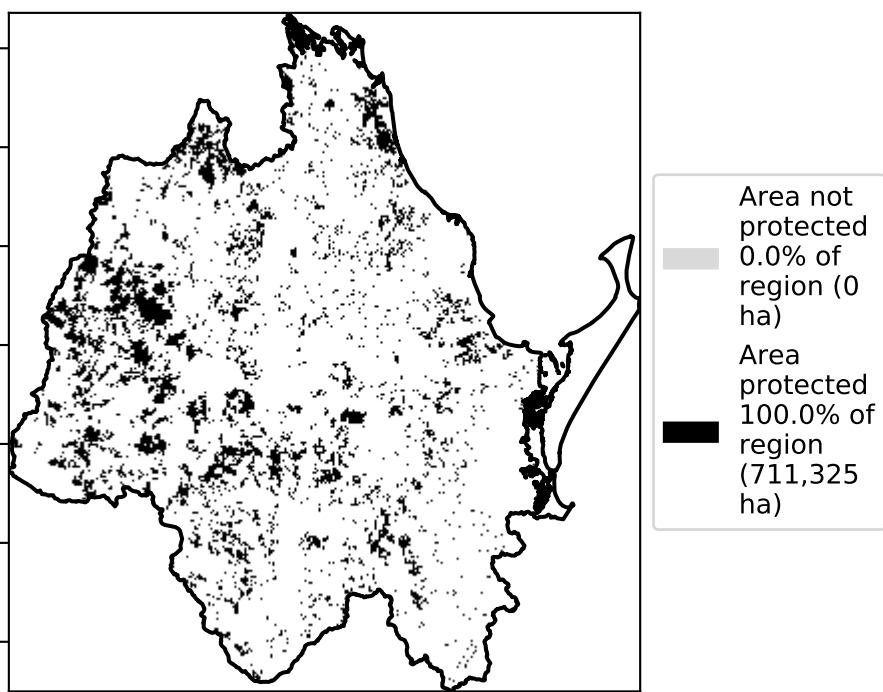 Area not
protected
0.0% of
region (0
ha)
Area
protected
100.0% of
region
(711,325
ha)